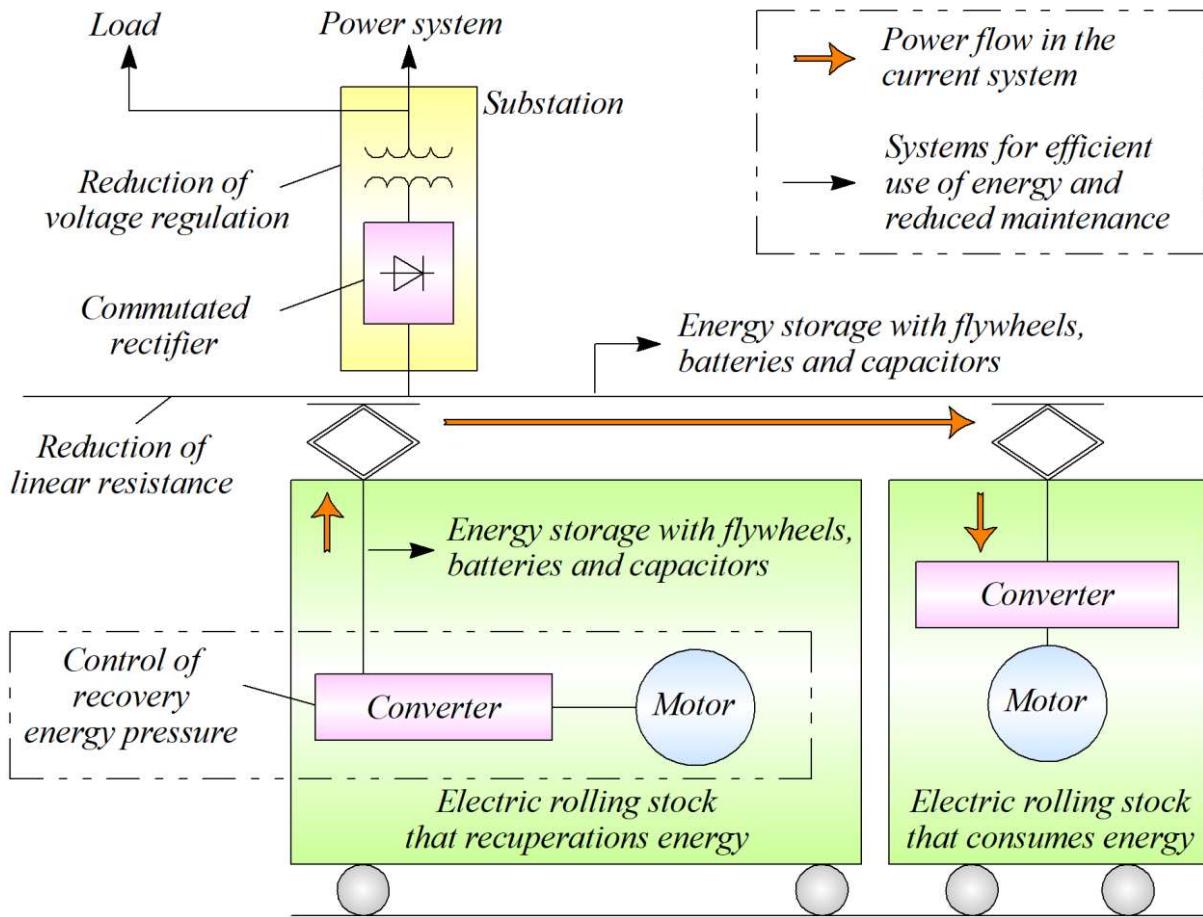 Load
Power system
Substation
Reduction of
voltage regulation
Commutated
rectifier
Power flow in the
current system
Systems for efficient
use of energy and
reduced maintenance
Energy storage with flywheels,
batteries and capacitors
Reduction of
linear resistance
Energy storage with flywheels,
batteries and capacitors
Control of
recovery
energy pressure
Converter
Motor
Electric rolling stock
that recuperations energy
Converter
Motor
Electric rolling stock
that consumes energy